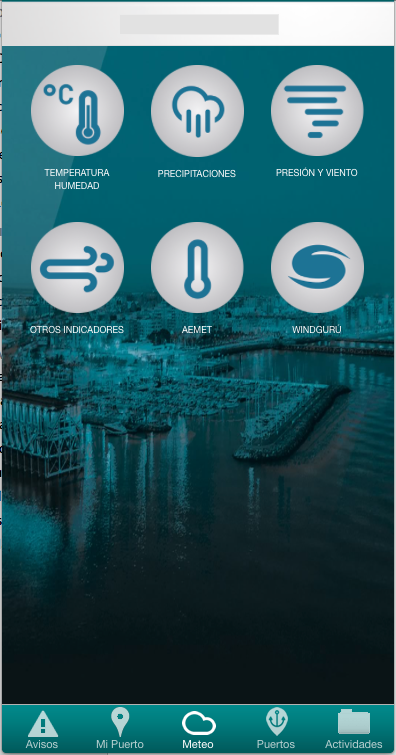 °C
TEMPERATURA
HUMEDAD
PRECIPITACIONES
PRESIÓN Y VIENTO
OTROS INDICADORES
AEMET
WINDGURÚ
Avisos
Mi Puerto
Meteo
Puertos
Actividades